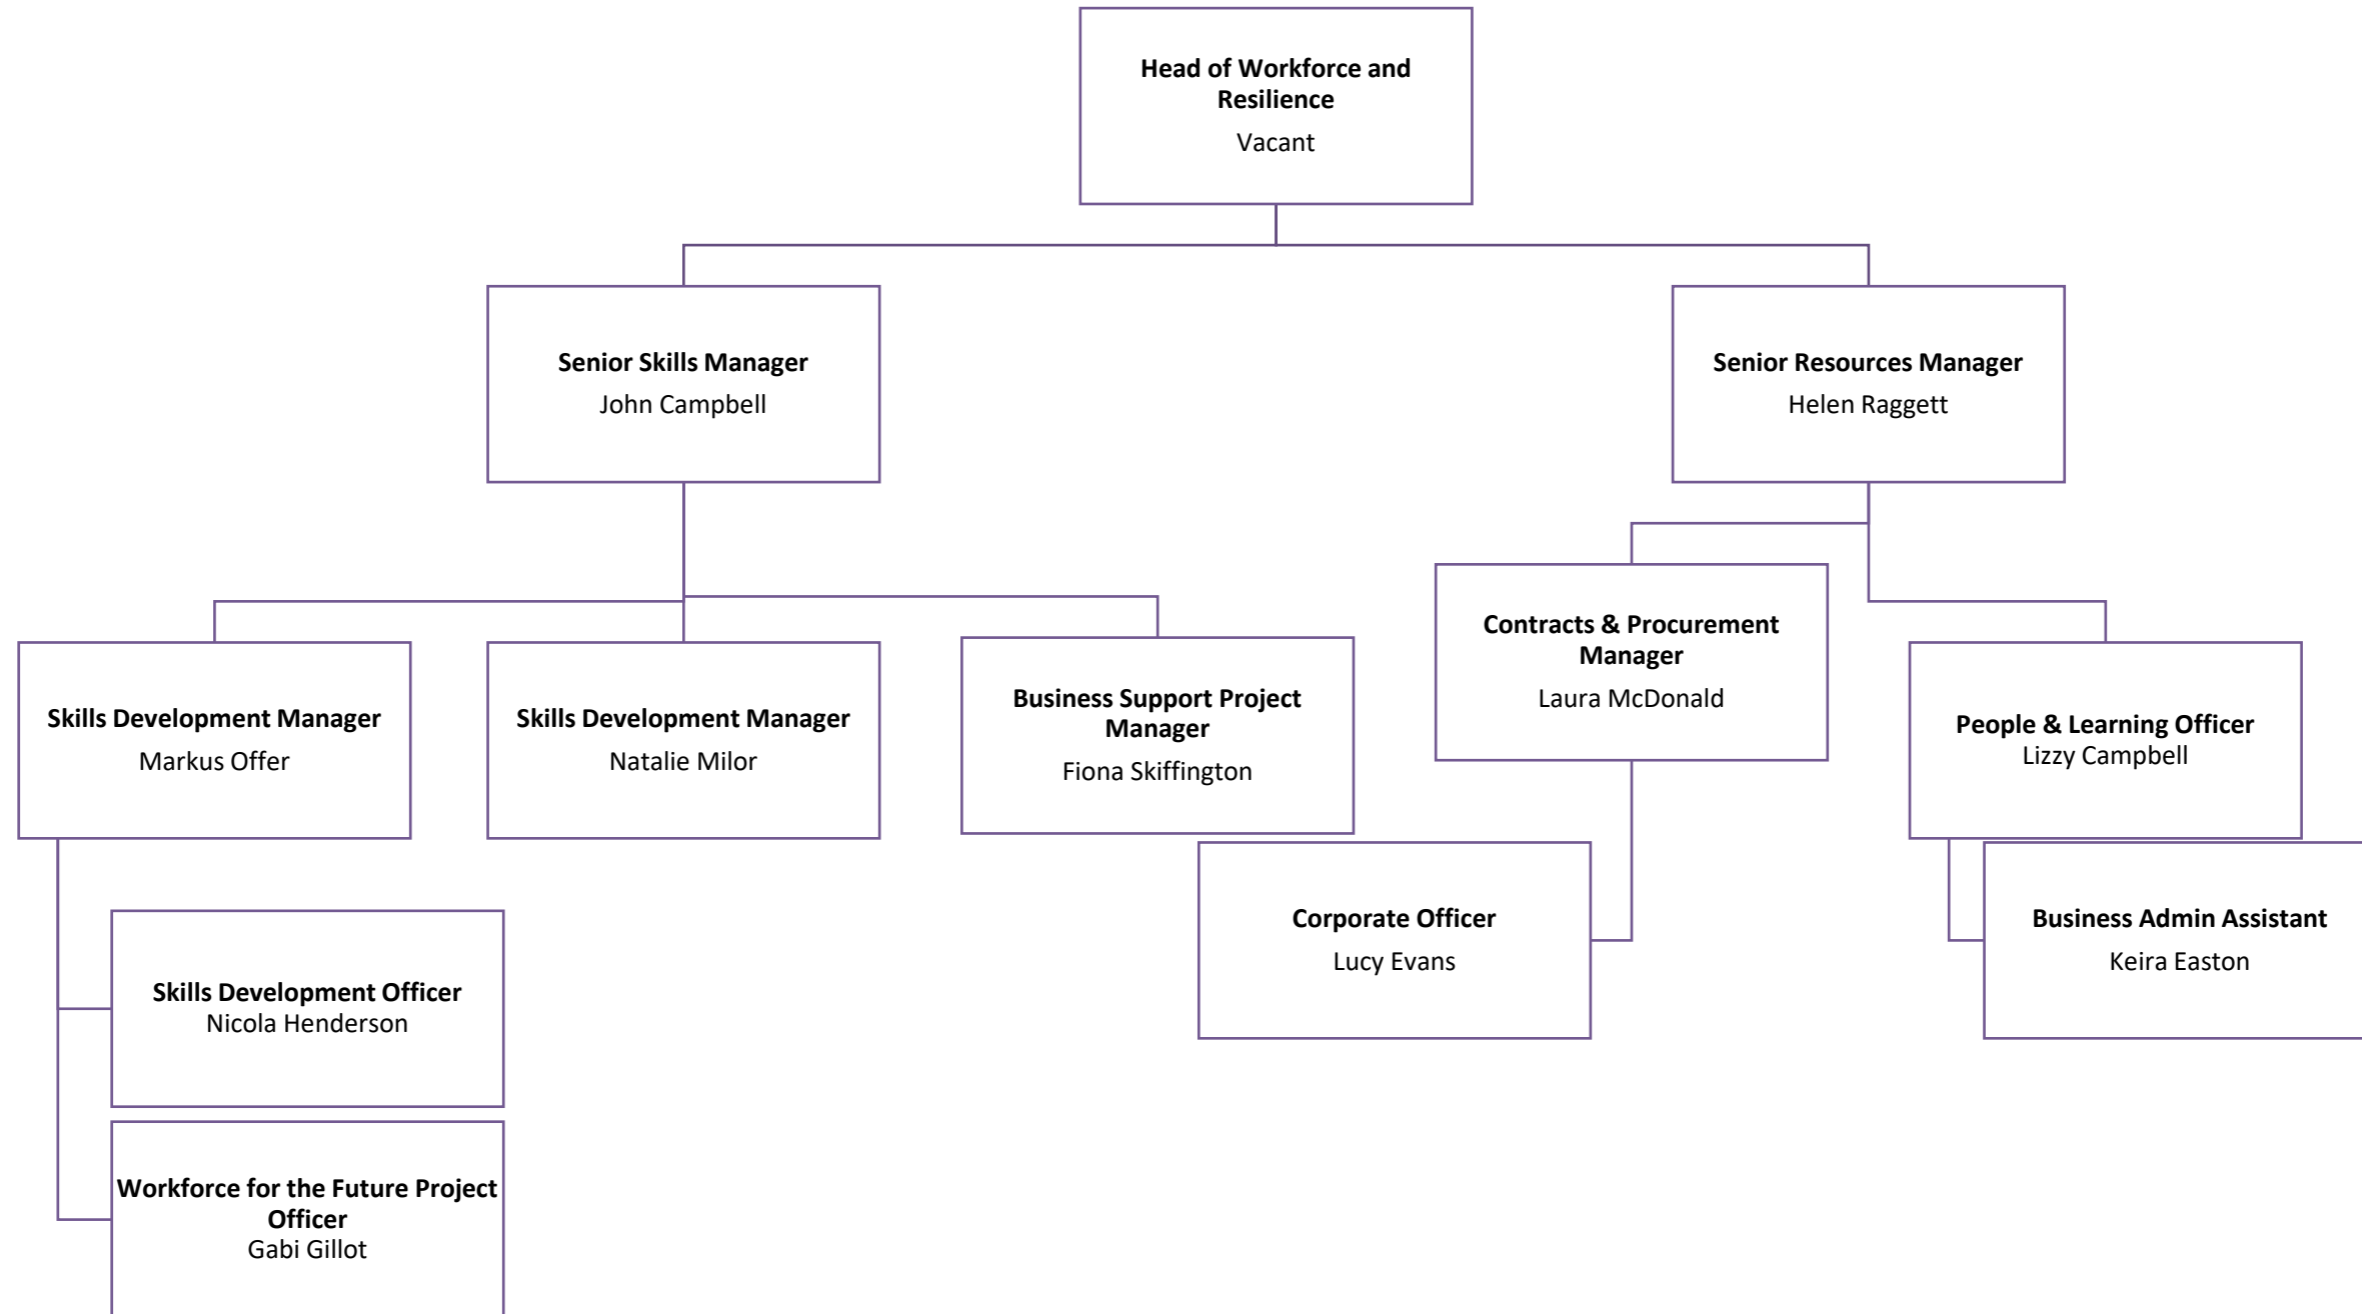 Head of Workforce and
Resilience
Vacant
Senior Skills Manager
John Campbell
Senior Resources Manager
Helen Raggett
Skills Development Manager
Markus Offer
Skills Development Manager
Natalie Milor
Business Support Project
Manager
Fiona Skiffington
Contracts & Procurement
Manager
Laura McDonald
People & Learning Officer
Lizzy Campbell
Skills Development Officer
Nicola Henderson
Workforce for the Future Project
Officer
Gabi Gillot
Corporate Officer
Lucy Evans
Business Admin Assistant
Keira Easton